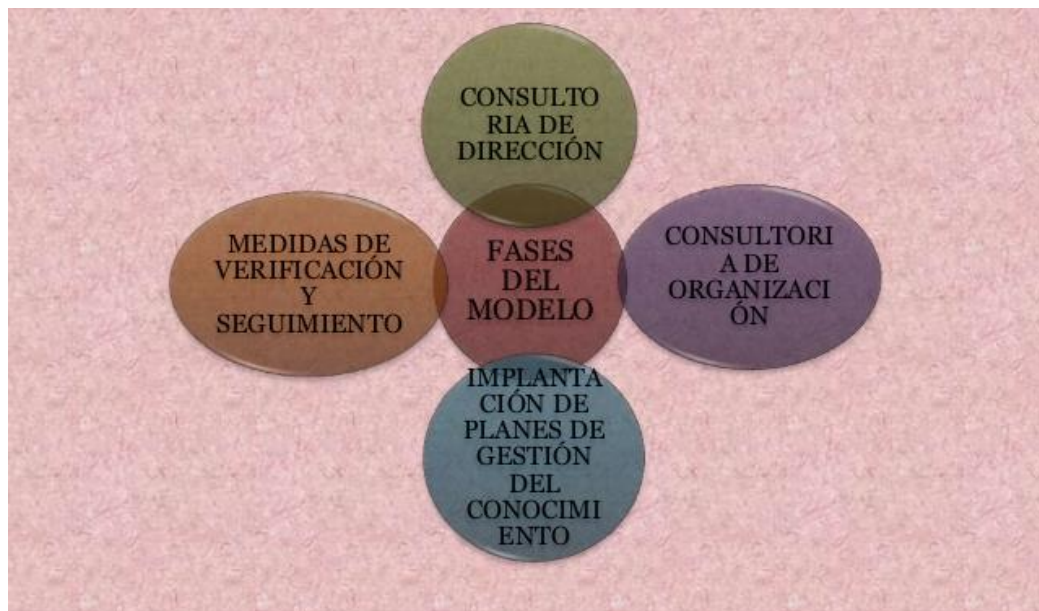 CONSULTO
RIA DE
DIRECCIÓN
MEDIDAS DE
VERIFICACIÓN
Y
SEGUIMIENTO
FASES
DEL
MODELO
CONSULTORI
A DE
ORGANIZACI
ÓN
IMPLANTA
CIÓN DE
PLANES DE
GESTIÓN
DEL
CONOCIMI
ENTO